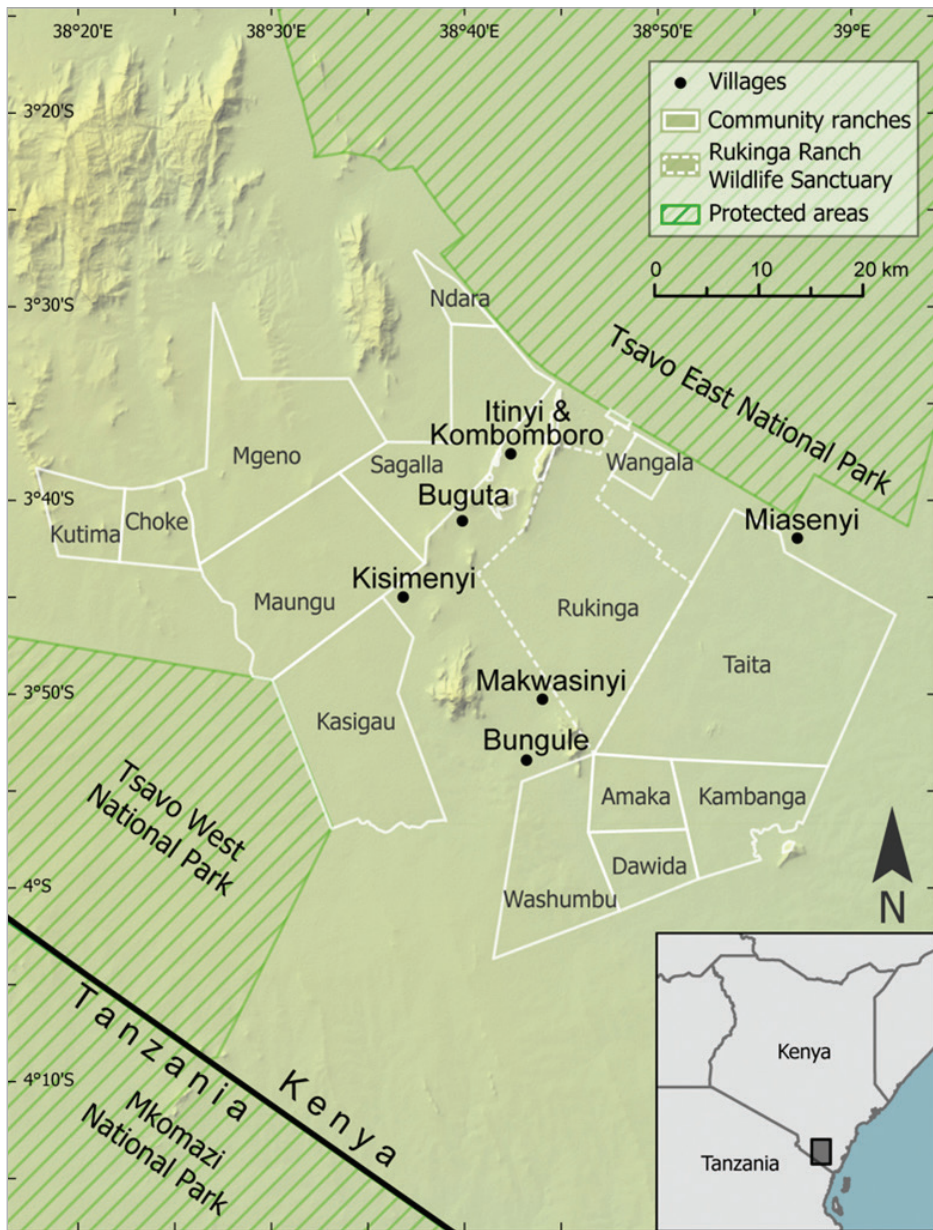 38°20'E
38°30'E
38°40'E
38°50'E
39°E
3°20'S
3°30'S
3°40'S
3°50'S
4°S
4°10'S
Villages
Community ranches
Rukinga Ranch
Wildlife Sanctuary
Protected areas
0 10 20 km
Ndara
Tsavo East National Park
Itinyi &
Kombomboro
Mgeno
Sagalla
Wangala
Buguta
Kutima
Choke
Miasenyi
Kisimenyi
Maungu
Rukinga
Taita
Makwasinyi
Kasigau
Bungule
Amaka
Kambanga
Tsavo West
National Park
Dawida
Washumbu
N
Tanzania
Kenya
Mkomazi
National Park
Kenya
Tanzania